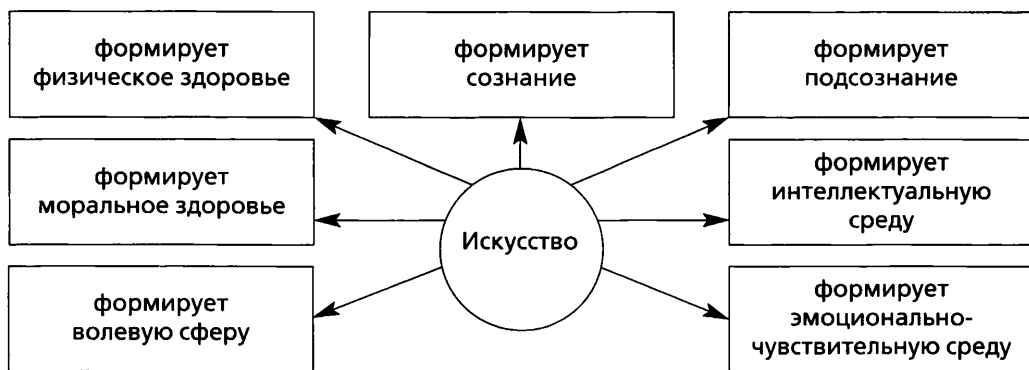 формирует
физическое здоровье
формирует
сознание
формирует
подсознание
формирует
моральное здоровье
Искусство
формирует
интеллектуальную
среду
формирует
волевую сферу
формирует
эмоционально-
чувствительную среду